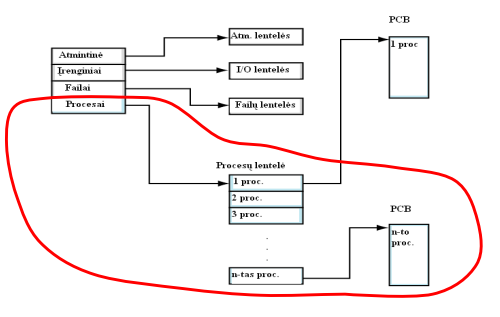 PCB
Atm. lentelės
1 proc
Atmintinė
Įrenginiai
I/O lentelės
Failai
Failų lentelės
Procesai
Procesų lentelė
1 proc.
2 proc.
3 proc.
PCB
n-to
proc.
n-tas proc.